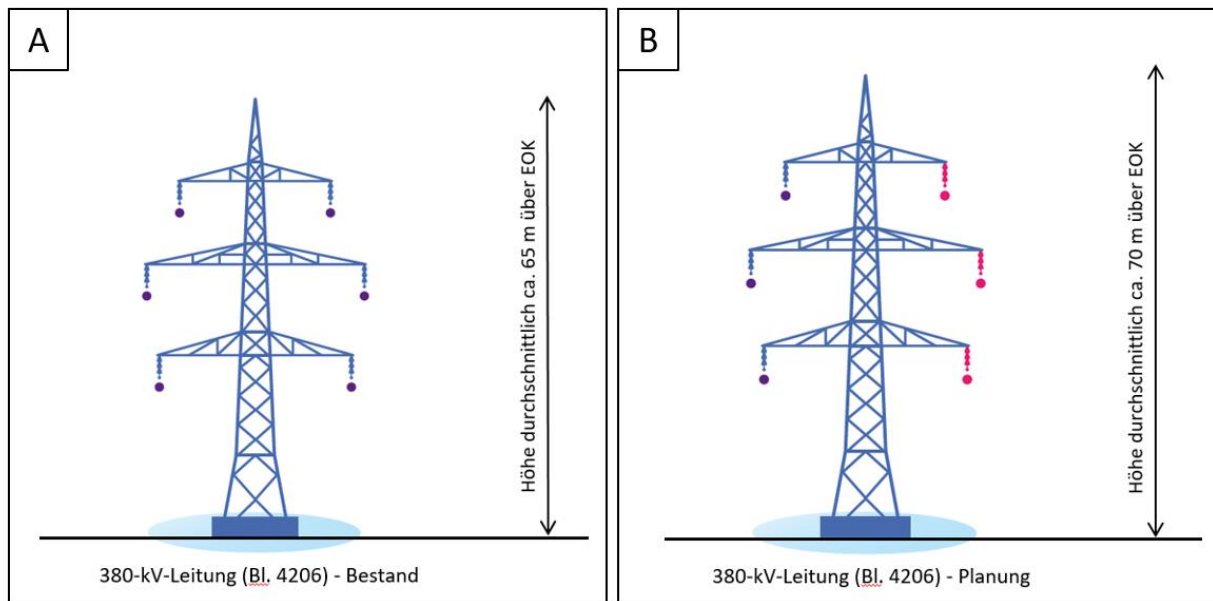 A
Höhe durchschnittlich ca. 65 m über EOK
380-kV-Leitung (Bl. 4206) - Bestand
B
Höhe durchschnittlich ca. 70 m über EOK
380-kV-Leitung (Bl. 4206) - Planung